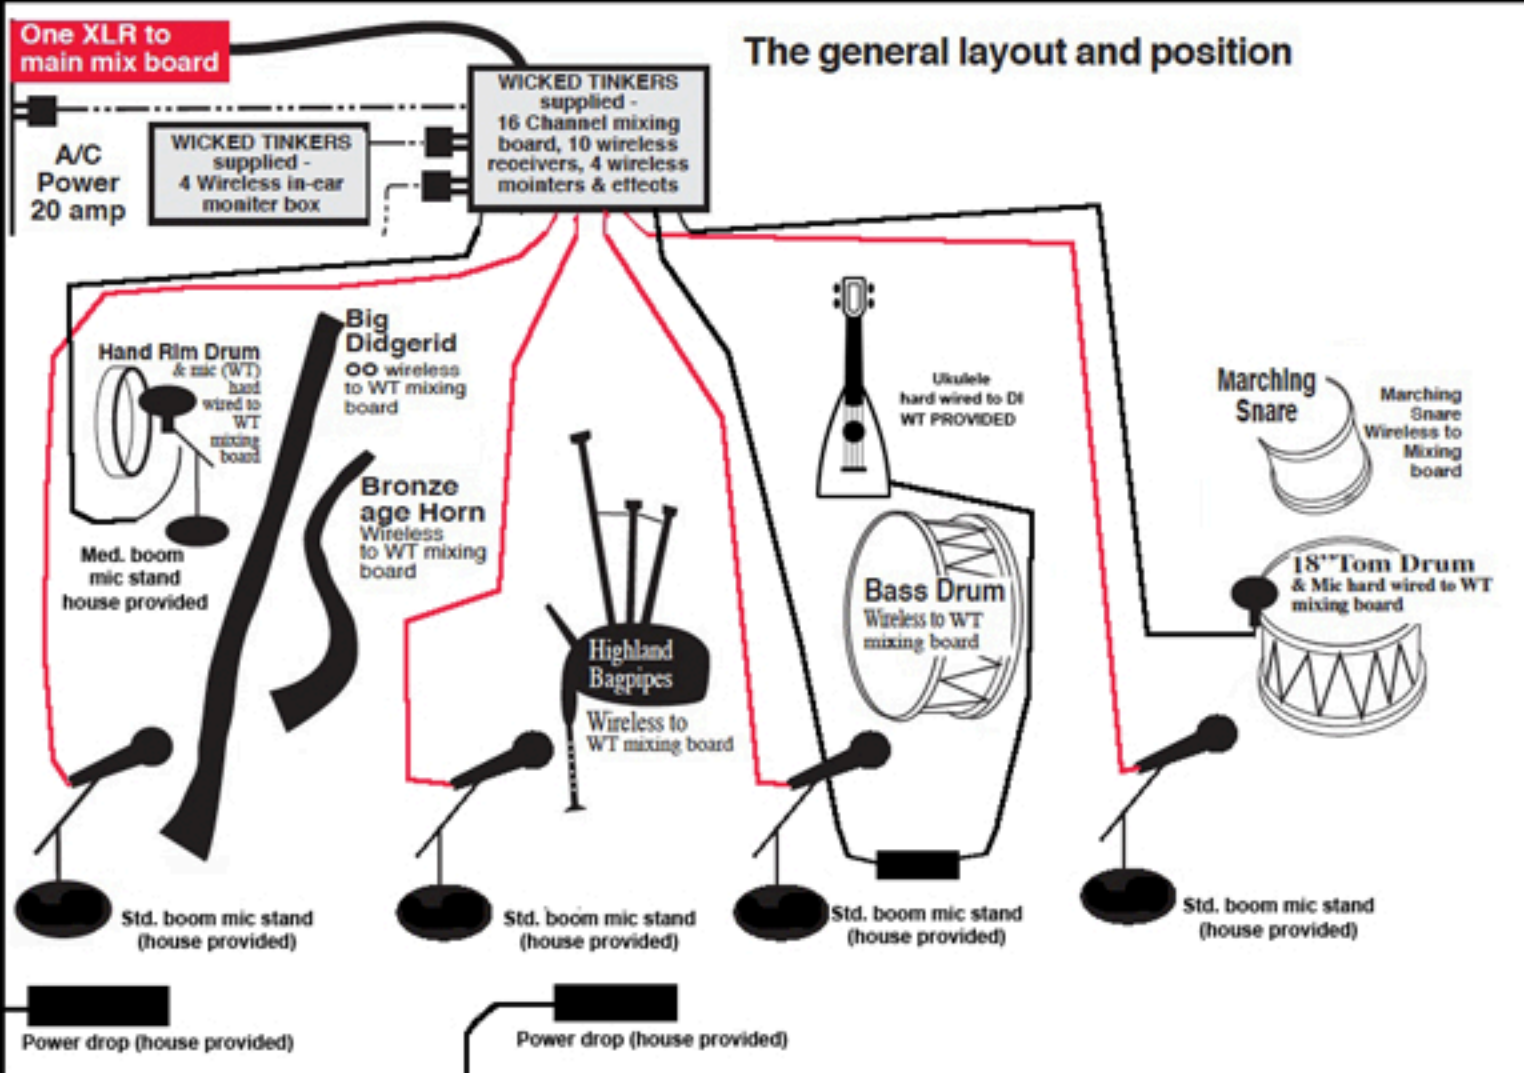 One XLR to
main mix board
The general layout and position
WICKED TINKERS
supplied -
16 Channel mixing
board, 10 wireless
receivers, 4 wireless
mointers & effects
A/C
Power
20 amp
WICKED TINKERS
supplied -
4 Wireless in-ear
moniter box
Hand Rim Drum
& mic (WT)
hard
wired to
WT
mixing
board
Med. boom
mic stand
house provided
Big
Didgerid
oo wireless
to WT mixing
board
Bronze
age Horn
Wireless
to WT mixing
board
Highland
Bagpipes
Wireless to
WT mixing board
Ukulele
hard wired to DI
WT PROVIDED
Bass Drum
Wireless to WT
mixing board
Marching
Snare
Marching
Snare
Wireless to
Mixing
board
18"Tom Drum
& Mic hard wired to WT
mixing board
Std. boom mic stand
(house provided)
Std. boom mic stand
(house provided)
Std. boom mic stand
(house provided)
Std. boom mic stand
(house provided)
Power drop (house provided)
Power drop (house provided)